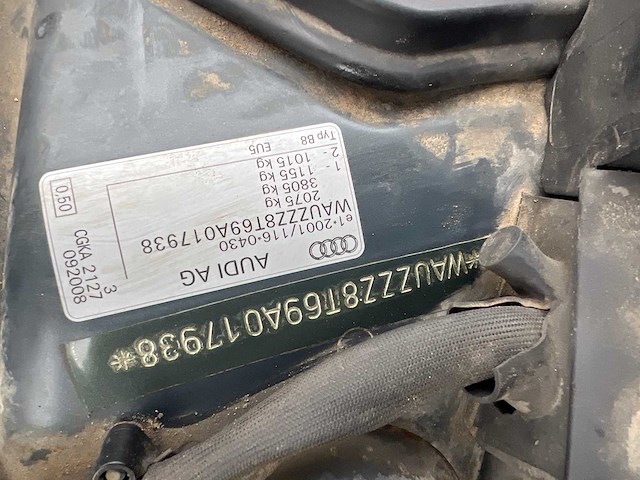 AUDI AG
e1*2001/116*0430
WAUZZZ8T69A017938
2075 kg
3805 kg
1 - 1155 kg
2 - 1015 kg
Typ B8
EU5
3
CGKA 2127
092008
0.50
*WAUZZZ8T69A017938*